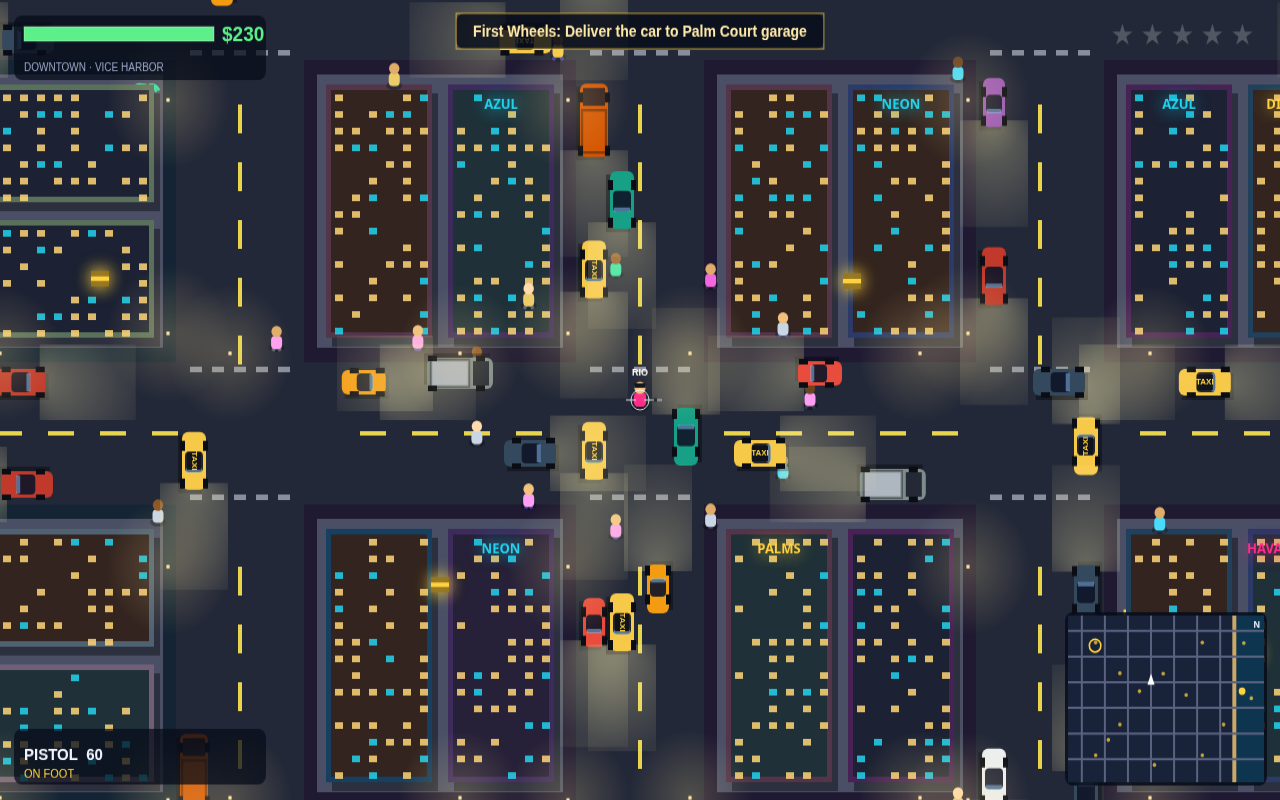 $230
DOWNTOWN · VICE HARBOR
First Wheels: Deliver the car to Palm Court garage
AZUL
NEON
AZUL
TAXI
RIO
TAXI
TAXI
TAXI
TAXI
TAXI
NEON
PALMS
TAXI
N
PISTOL 60
ON FOOT